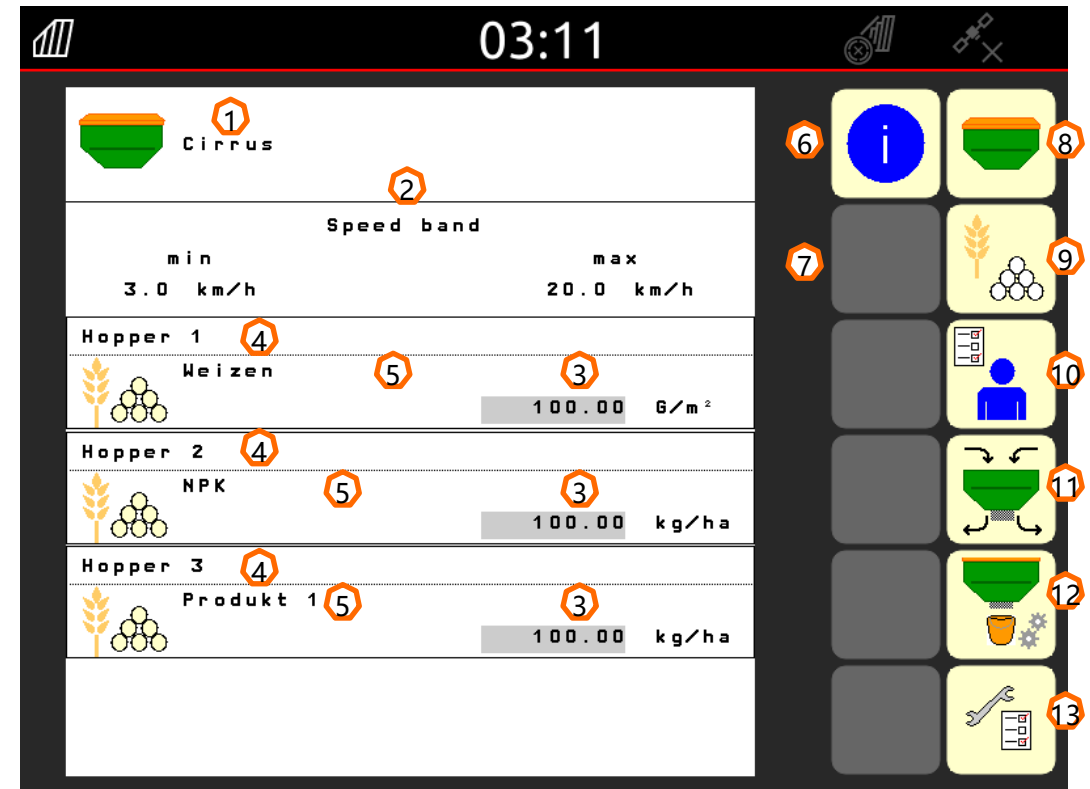 03:11
1
Cirrus
2
Speed band
min max
3.0 km/h 20.0 km/h
Hopper 1 4
Weizen 5 3
100.00 G/m²
Hopper 2 4
NPK 5 3
100.00 kg/ha
Hopper 3 4
Produkt 1 5 3
100.00 kg/ha
6 i 8
7 9
10
11
12
13